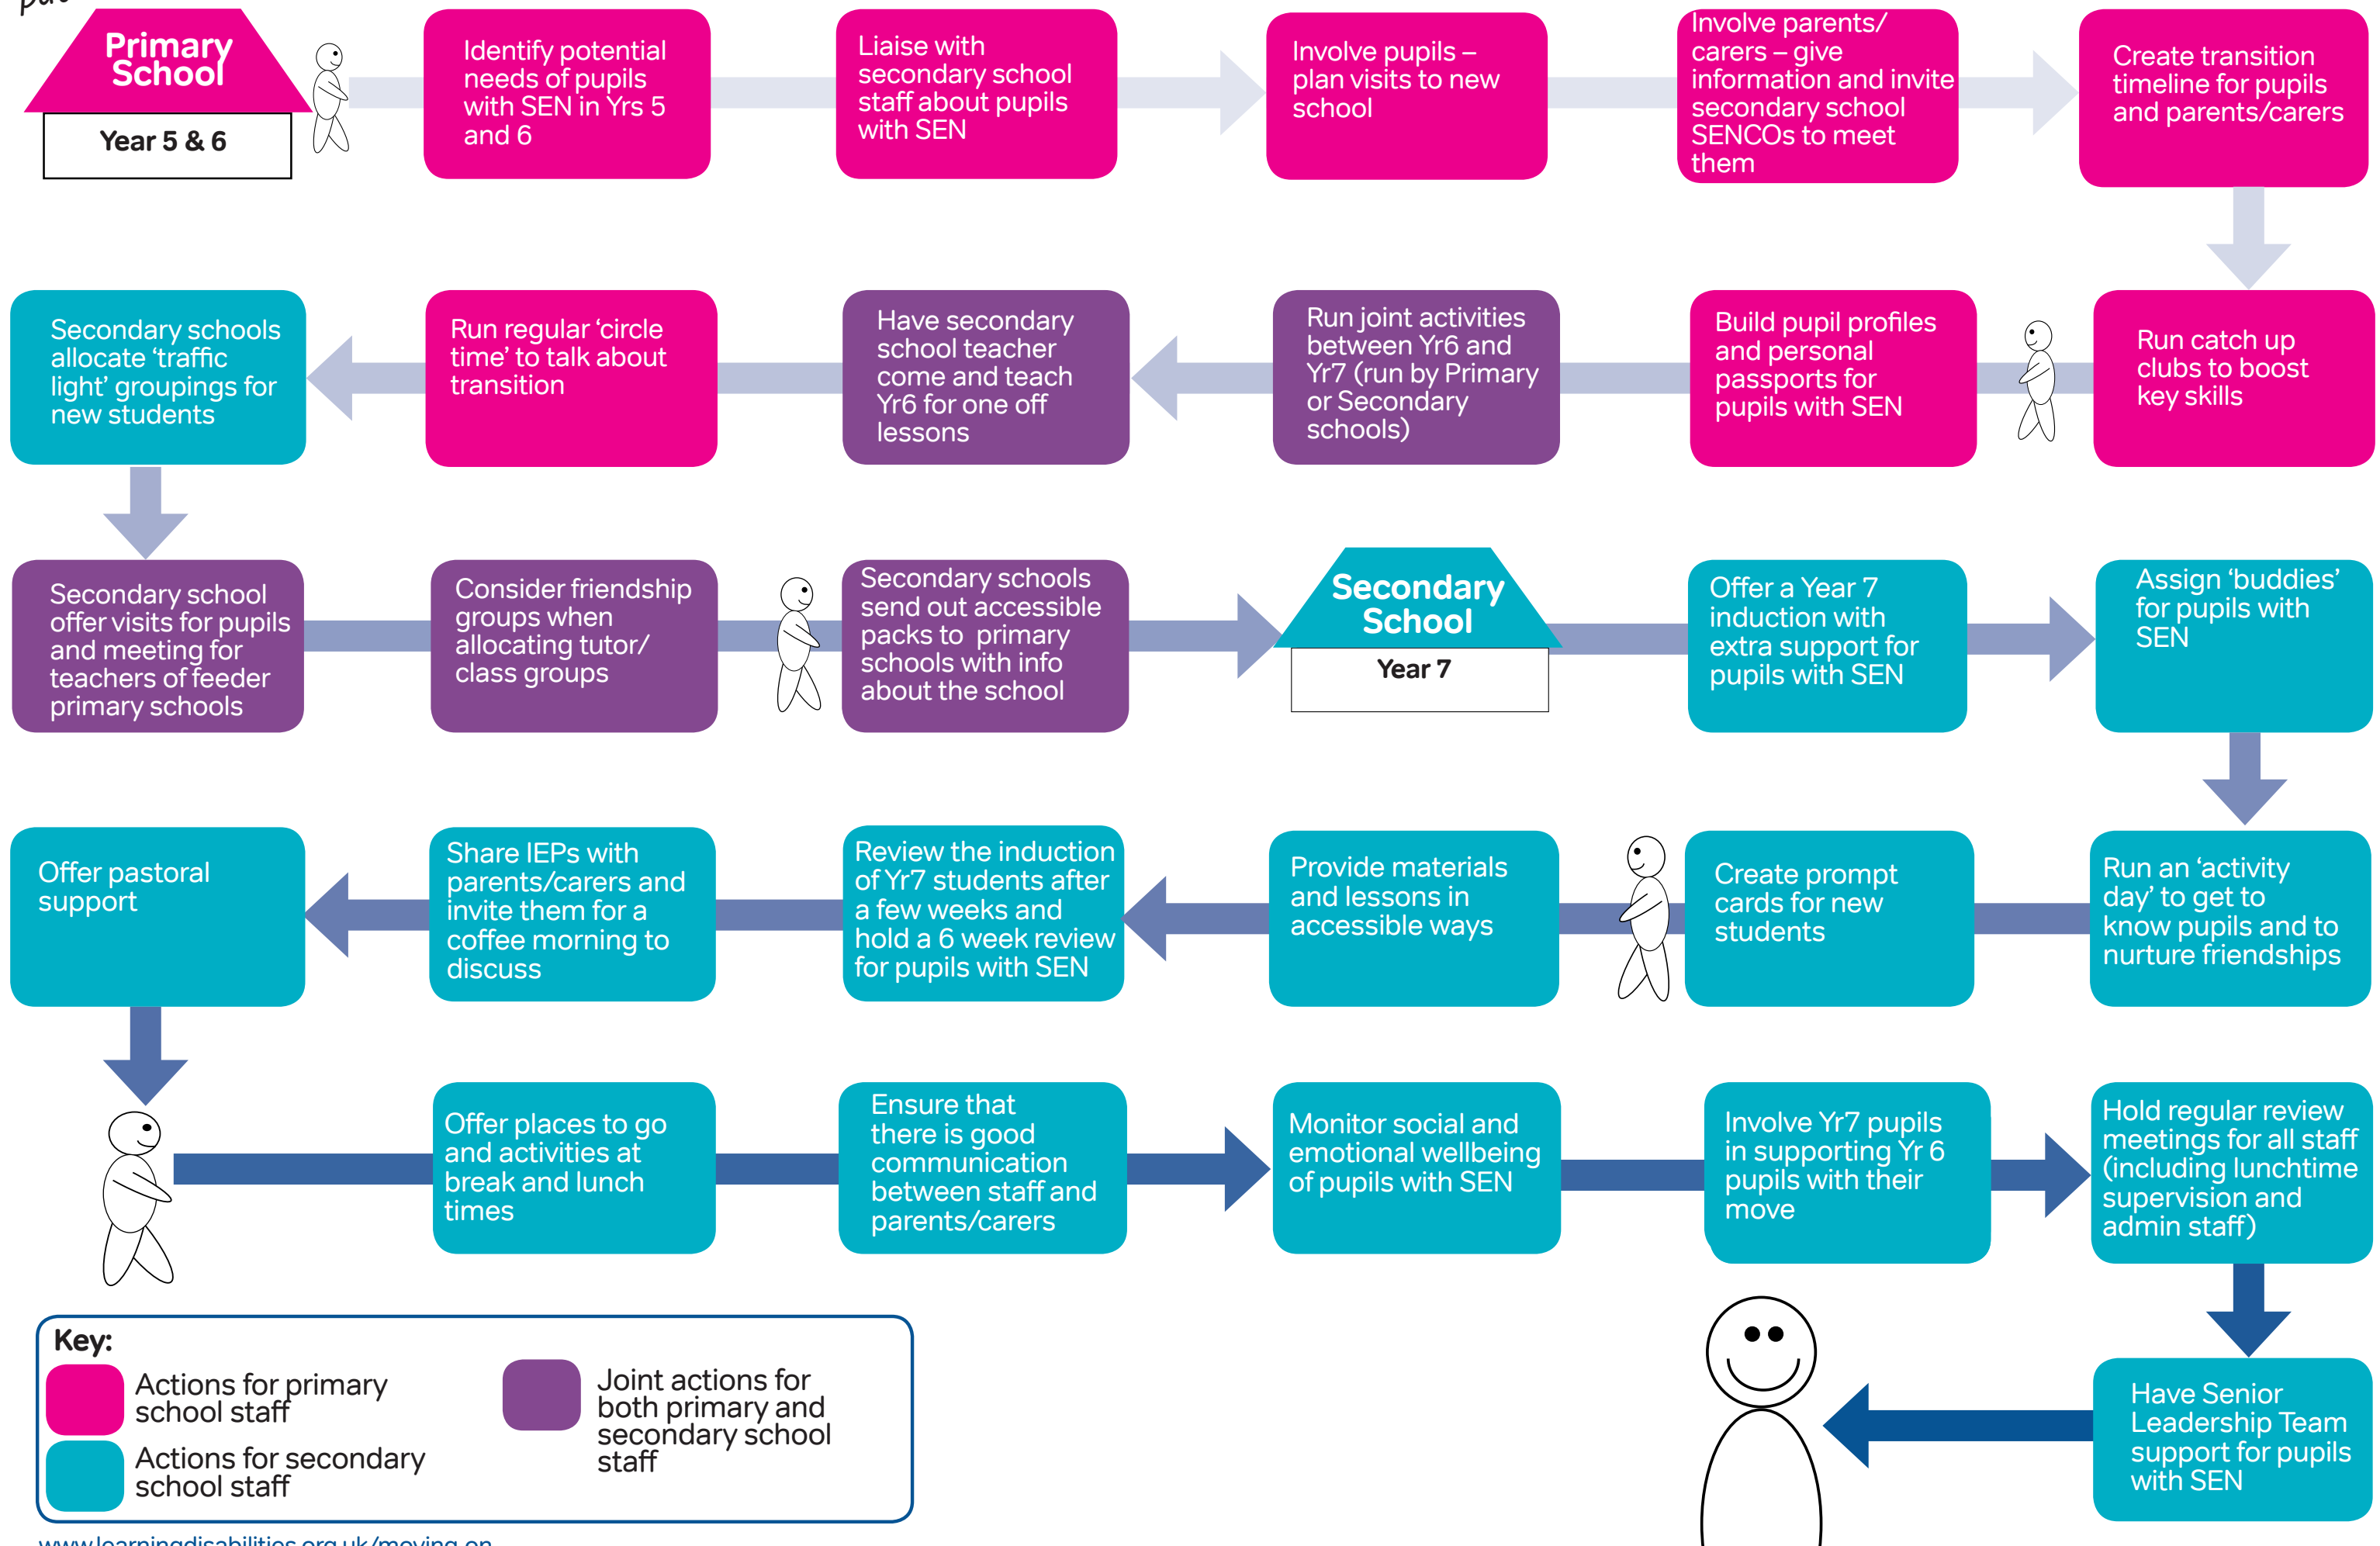 Primary
School
Year 5 & 6
Identify potential
needs of pupils
with SEN in Yrs 5
and 6
Liaise with
secondary school
staff about pupils
with SEN
Involve pupils –
plan visits to new
school
Involve parents/
carers – give
information and invite
secondary school
SENCOs to meet
them
Create transition
timeline for pupils
and parents/carers
Run catch up
clubs to boost
key skills
Build pupil profiles
and personal
passports for
pupils with SEN
Run joint activities
between Yr6 and
Yr7 (run by Primary
or Secondary
schools)
Have secondary
school teacher
come and teach
Yr6 for one off
lessons
Run regular ‘circle
time’ to talk about
transition
Secondary schools
allocate ‘traffic
light’ groupings for
new students
Secondary school
offer visits for pupils
and meeting for
teachers of feeder
primary schools
Consider friendship
groups when
allocating tutor/
class groups
Secondary schools
send out accessible
packs to primary
schools with info
about the school
Secondary
School
Year 7
Offer a Year 7
induction with
extra support for
pupils with SEN
Assign ‘buddies’
for pupils with
SEN
Run an ‘activity
day’ to get to
know pupils and to
nurture friendships
Create prompt
cards for new
students
Provide materials
and lessons in
accessible ways
Review the induction
of Yr7 students after
a few weeks and
hold a 6 week review
for pupils with SEN
Share IEPs with
parents/carers and
invite them for a
coffee morning to
discuss
Offer pastoral
support
Offer places to go
and activities at
break and lunch
times
Ensure that
there is good
communication
between staff and
parents/carers
Monitor social and
emotional wellbeing
of pupils with SEN
Involve Yr7 pupils
in supporting Yr 6
pupils with their
move
Hold regular review
meetings for all staff
(including lunchtime
supervision and
admin staff)
Have Senior
Leadership Team
support for pupils
with SEN
Key:
Actions for primary
school staff
Actions for secondary
school staff
Joint actions for
both primary and
secondary school
staff
www.learningdisabilities.org.uk/moving-on